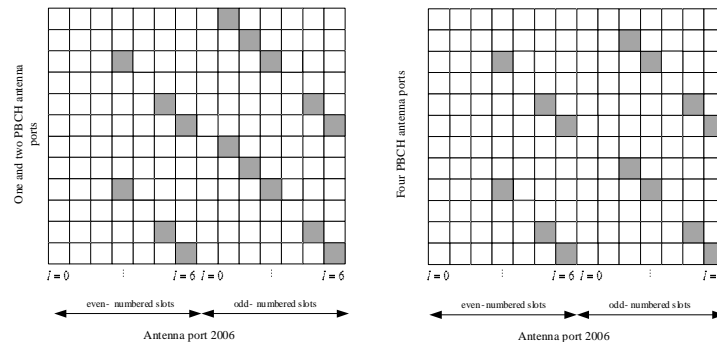 One and two PBCH antenna
ports
l = 0
⋮
l = 6
l = 0
⋮
l = 6
even- numbered slots
odd- numbered slots
Antenna port 2006
Four PBCH antenna ports
l = 0
⋮
l = 6
l = 0
⋮
even-numbered slots
odd- numbered slots
Antenna port 2006